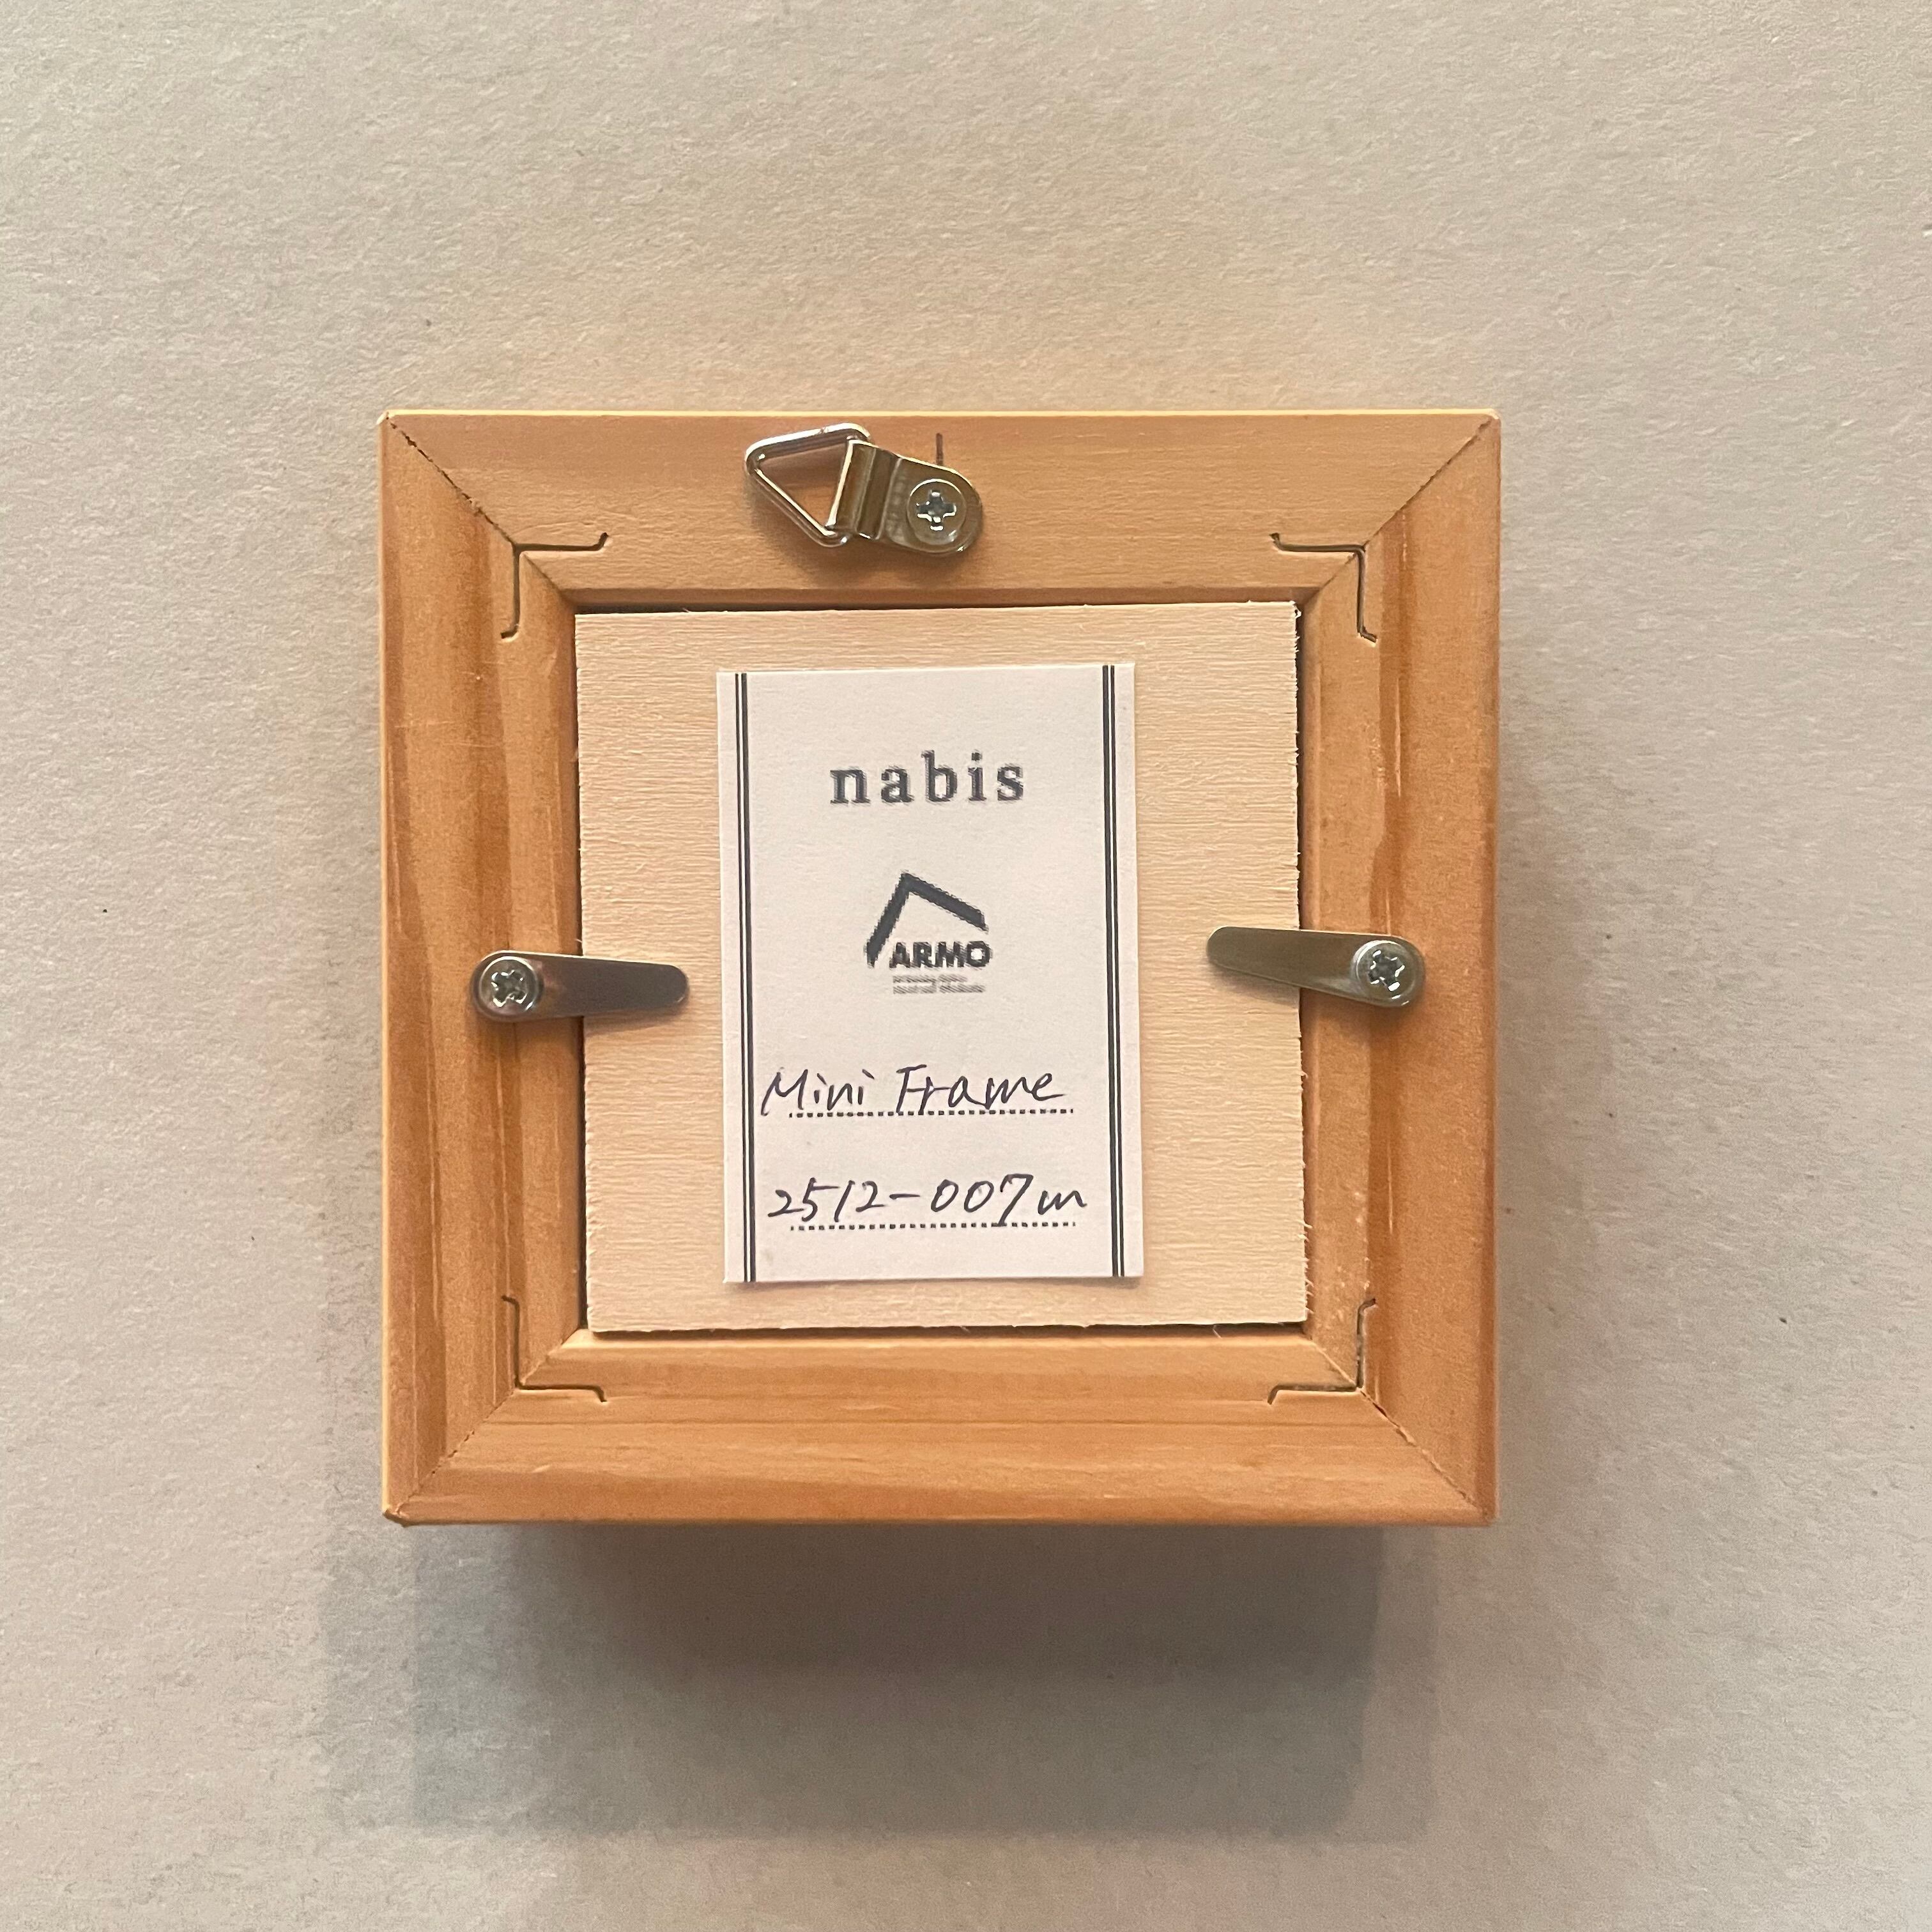 nabis
ARMO
Mini Frame
2512-007m